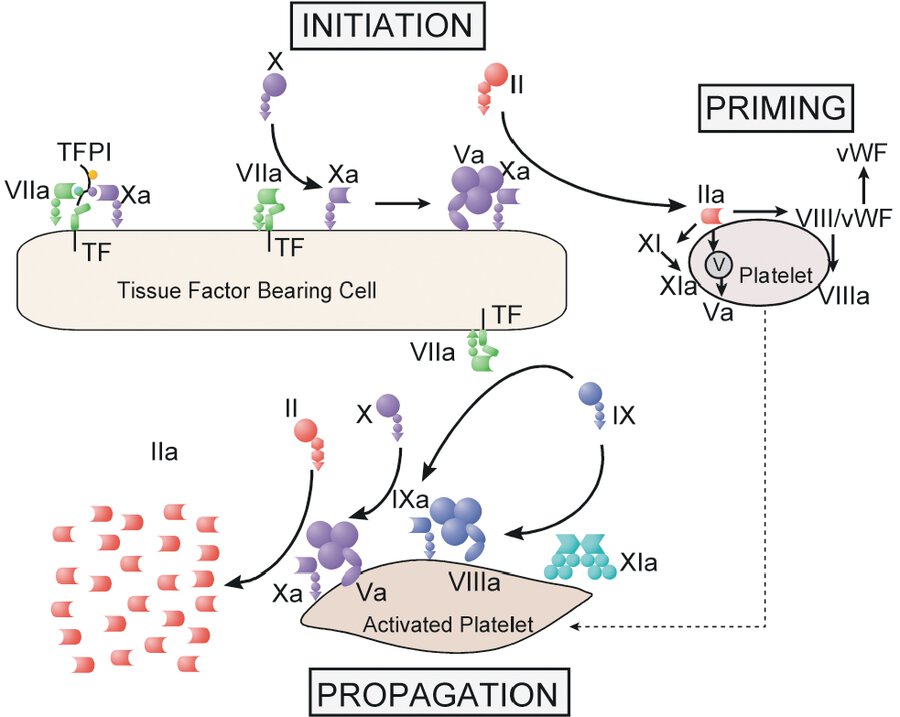 INITIATION
X
II
PRIMING
TFPI
VIIa
Xa
TF
VIIa
Xa
TF
Va
Xa
vWF
IIa
VIII/vWF
XI
V
Platelet
XIa
Va
VIIIa
Tissue Factor Bearing Cell
TF
VIIa
II
X
IX
IIa
IXa
XIa
VIIIa
Xa
Va
Activated Platelet
PROPAGATION